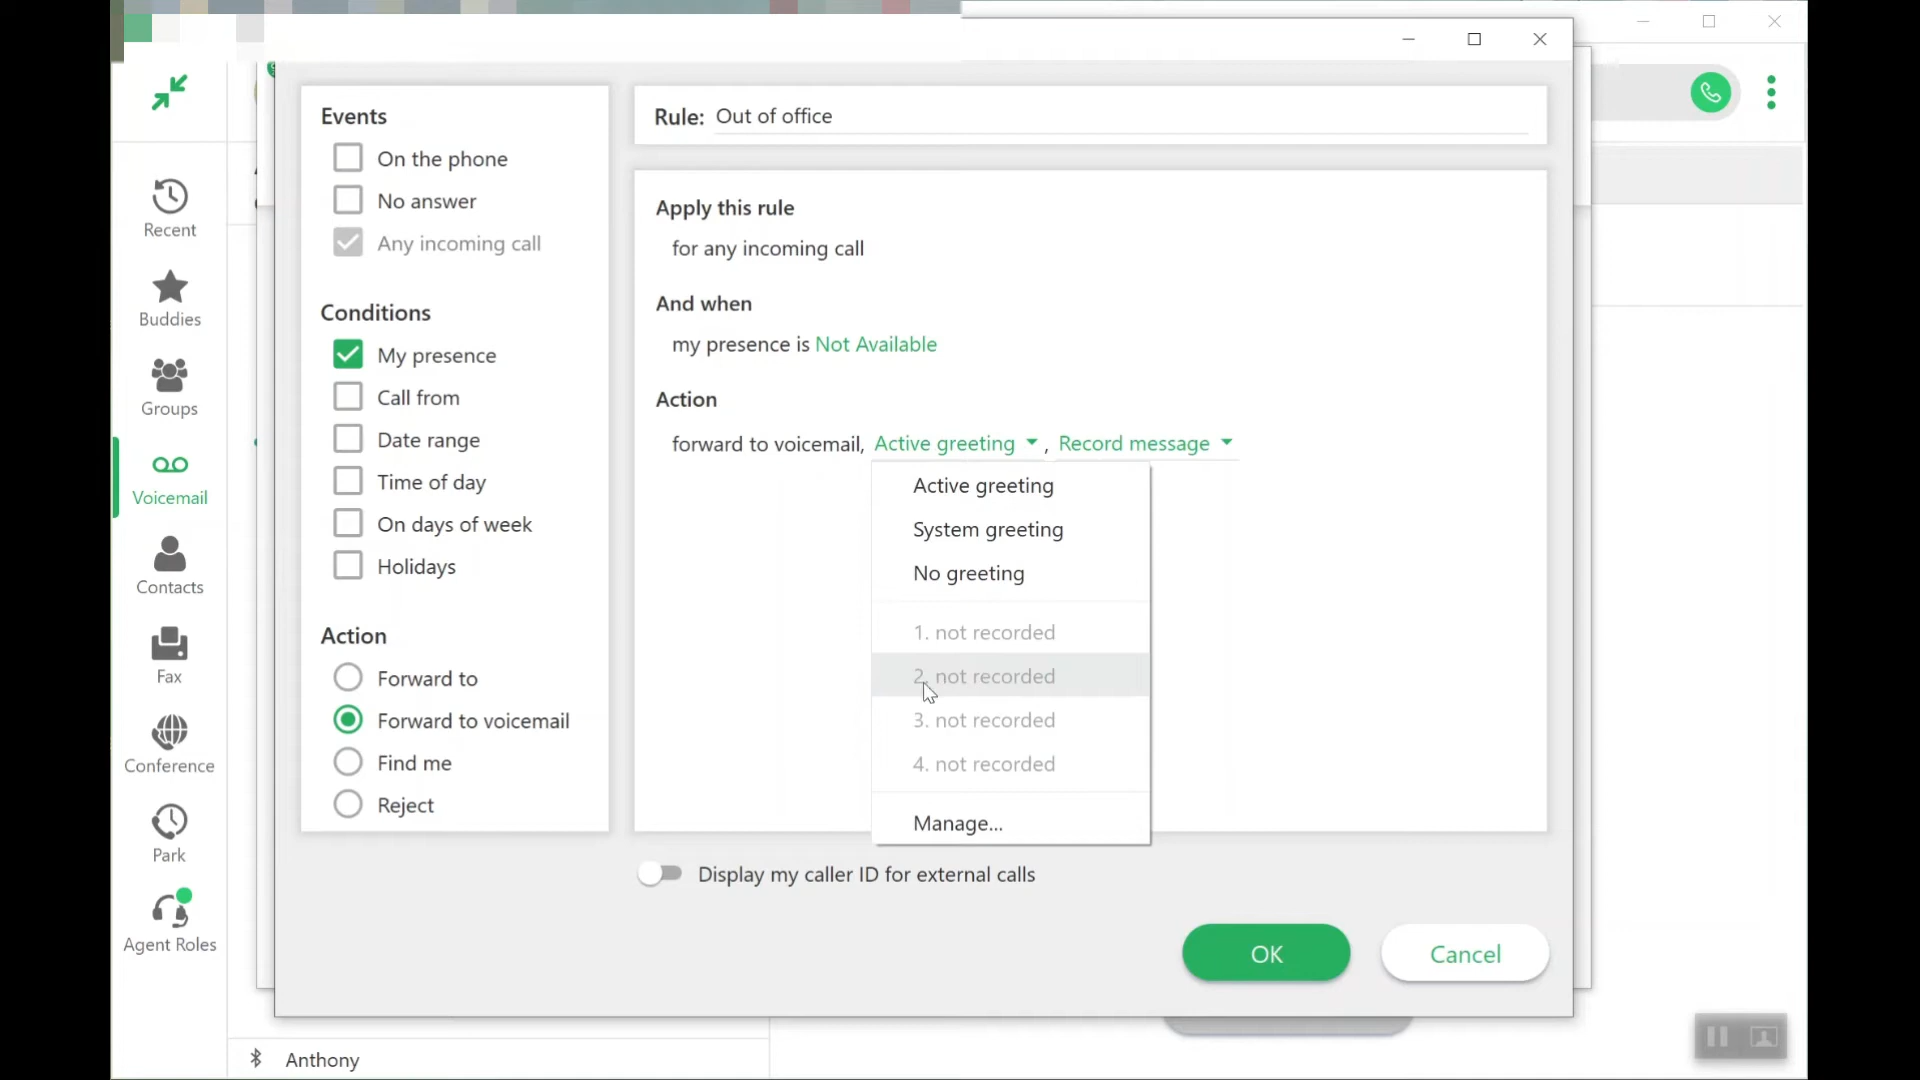 Recent
Buddies
Groups
Voicemail
Contacts
Fax
Conference
Park
Agent Roles
Events
On the phone
No answer
Any incoming call
Conditions
My presence
Call from
Date range
Time of day
On days of week
Holidays
Action
Forward to
Forward to voicemail
Find me
Reject
Rule: Out of office
Apply this rule
for any incoming call
And when
my presence is Not Available
Action
forward to voicemail, Active greeting , Record message
Active greeting
System greeting
No greeting
1. not recorded
2. not recorded
3. not recorded
4. not recorded
Manage...
Display my caller ID for external calls
OK
Cancel
Anthony